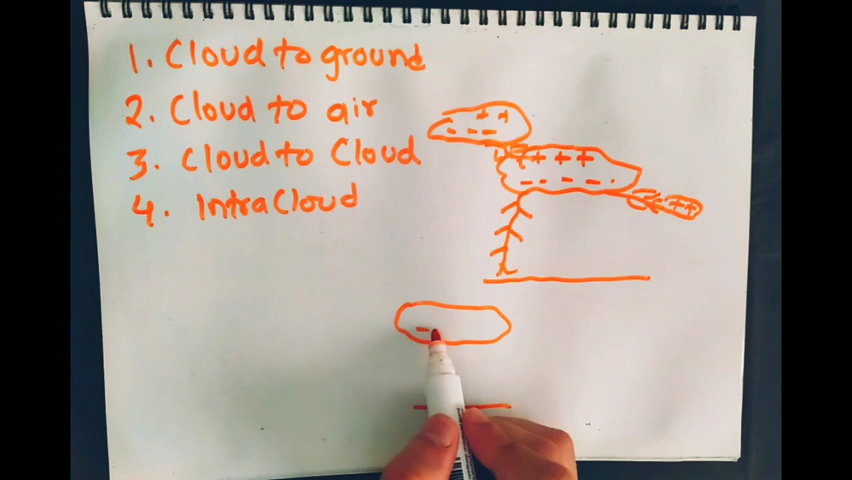 1. Cloud to ground
2. Cloud to air
3. Cloud to Cloud
4. IntraCloud
+ +
- - -
+ + + +
- - - - -
++
--